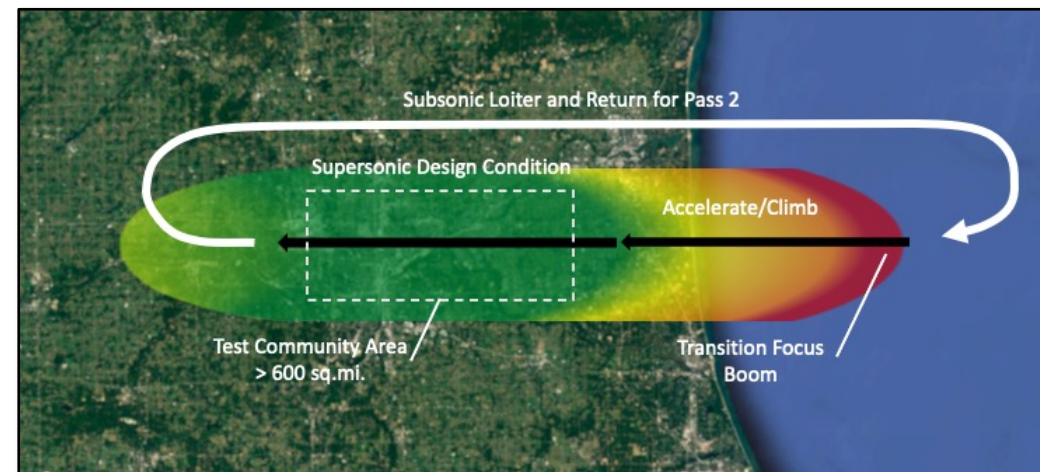 Subsonic Loiter and Return for Pass 2
Supersonic Design Condition
Accelerate/Climb
Test Community Area
> 600 sq.mi.
Transition Focus
Boom